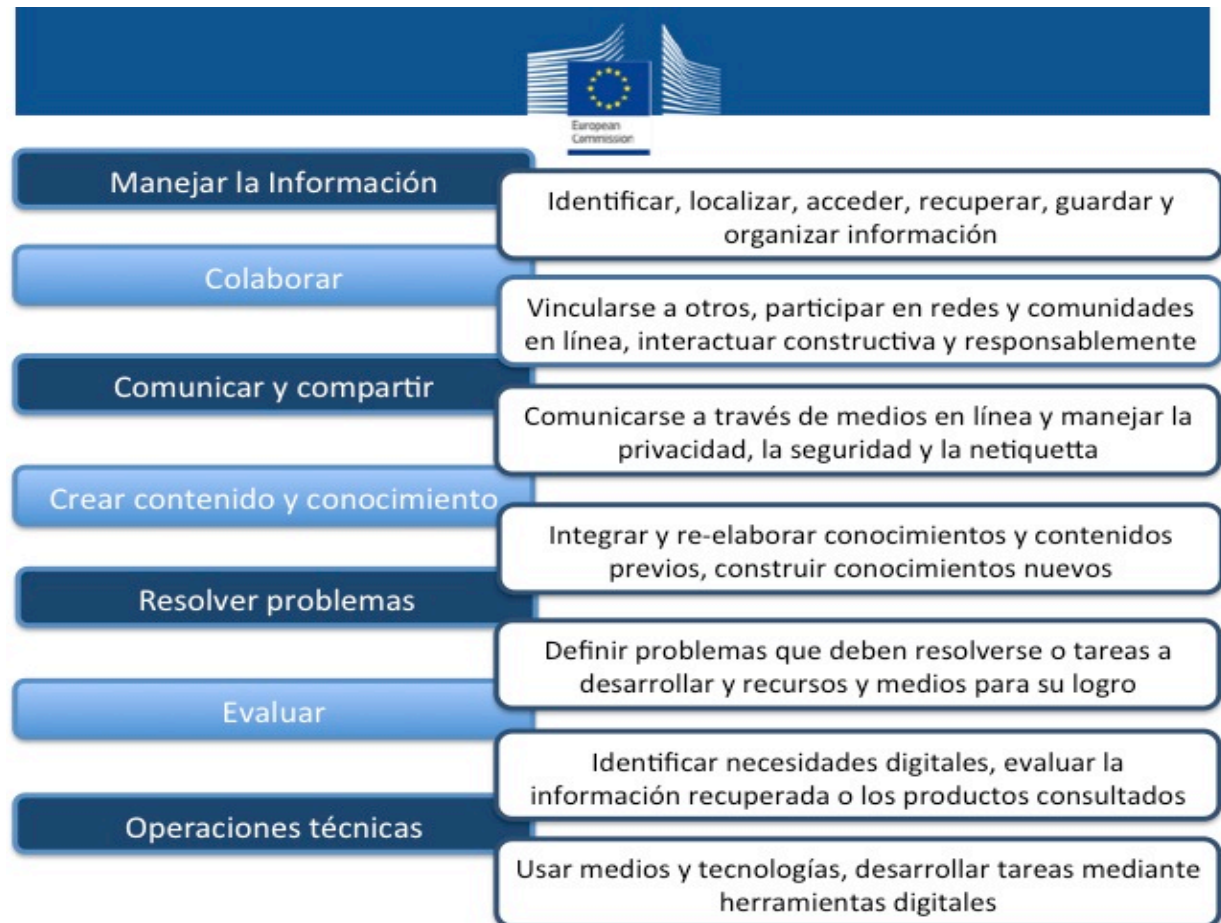 European
Commission
Manejar la Información
Identificar, localizar, acceder, recuperar, guardar y
organizar información
Colaborar
Vincularse a otros, participar en redes y comunidades
en línea, interactuar constructiva y responsablemente
Comunicar y compartir
Comunicarse a través de medios en línea y manejar la
privacidad, la seguridad y la netiquetta
Crear contenido y conocimiento
Integrar y re-elaborar conocimientos y contenidos
previos, construir conocimientos nuevos
Resolver problemas
Definir problemas que deben resolverse o tareas a
desarrollar y recursos y medios para su logro
Evaluar
Identificar necesidades digitales, evaluar la
información recuperada o los productos consultados
Operaciones técnicas
Usar medios y tecnologías, desarrollar tareas mediante
herramientas digitales